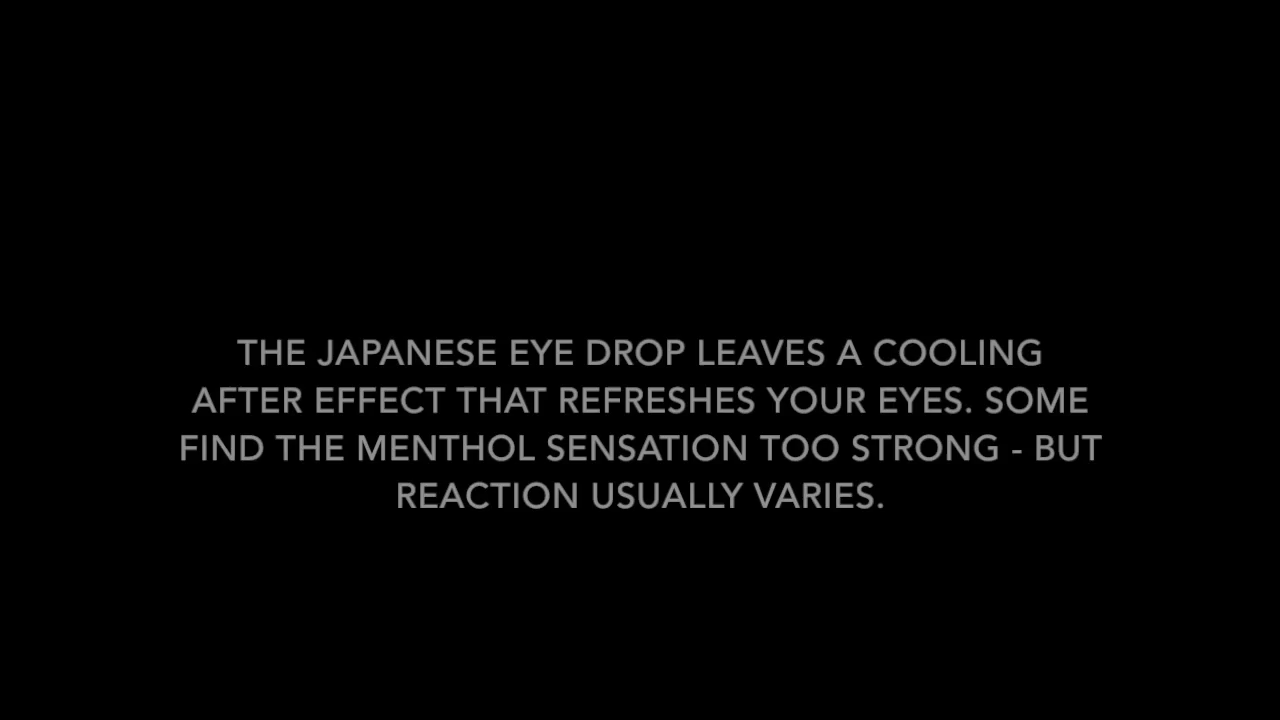 THE JAPANESE EYE DROP LEAVES A COOLING
AFTER EFFECT THAT REFRESHES YOUR EYES. SOME
FIND THE MENTHOL SENSATION TOO STRONG - BUT
REACTION USUALLY VARIES.